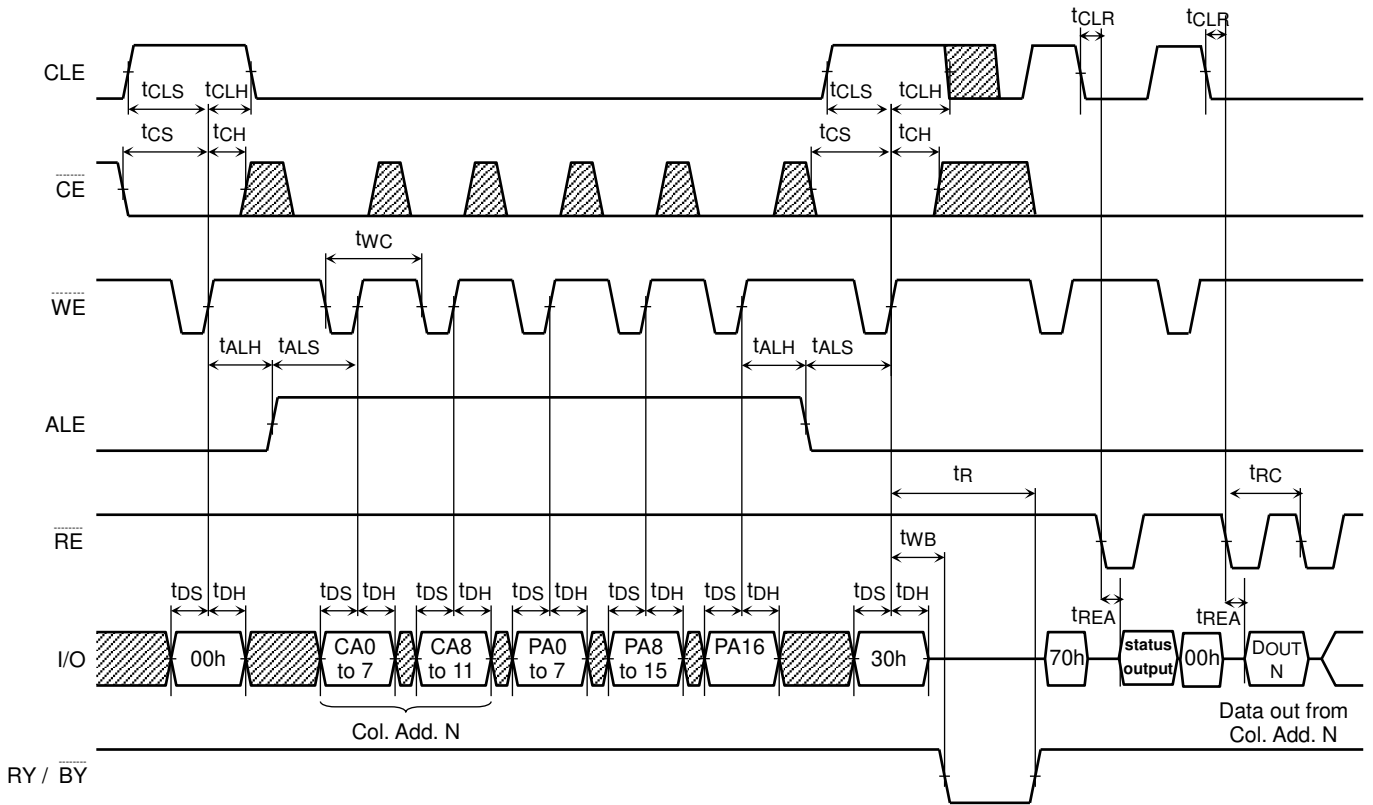 tCLR tCLR
CLE
tCLS tCLH tCLS tCLH
tCS tCH tCS tCH
CE
tWC
WE
tALH tALS tALH tALS
ALE
tR tRC
RE
tWB
tDS tDH tDS tDH tDS tDH tDS tDH tDS tDH tDS tDH tDS tDH
tREA tREA
I/O 00h CA0 to 7 CA8 to 11 PA0 to 7 PA8 to 15 PA16 30h 70h status output 00h DOUT N
Col. Add. N
Data out from
Col. Add. N
RY / BY